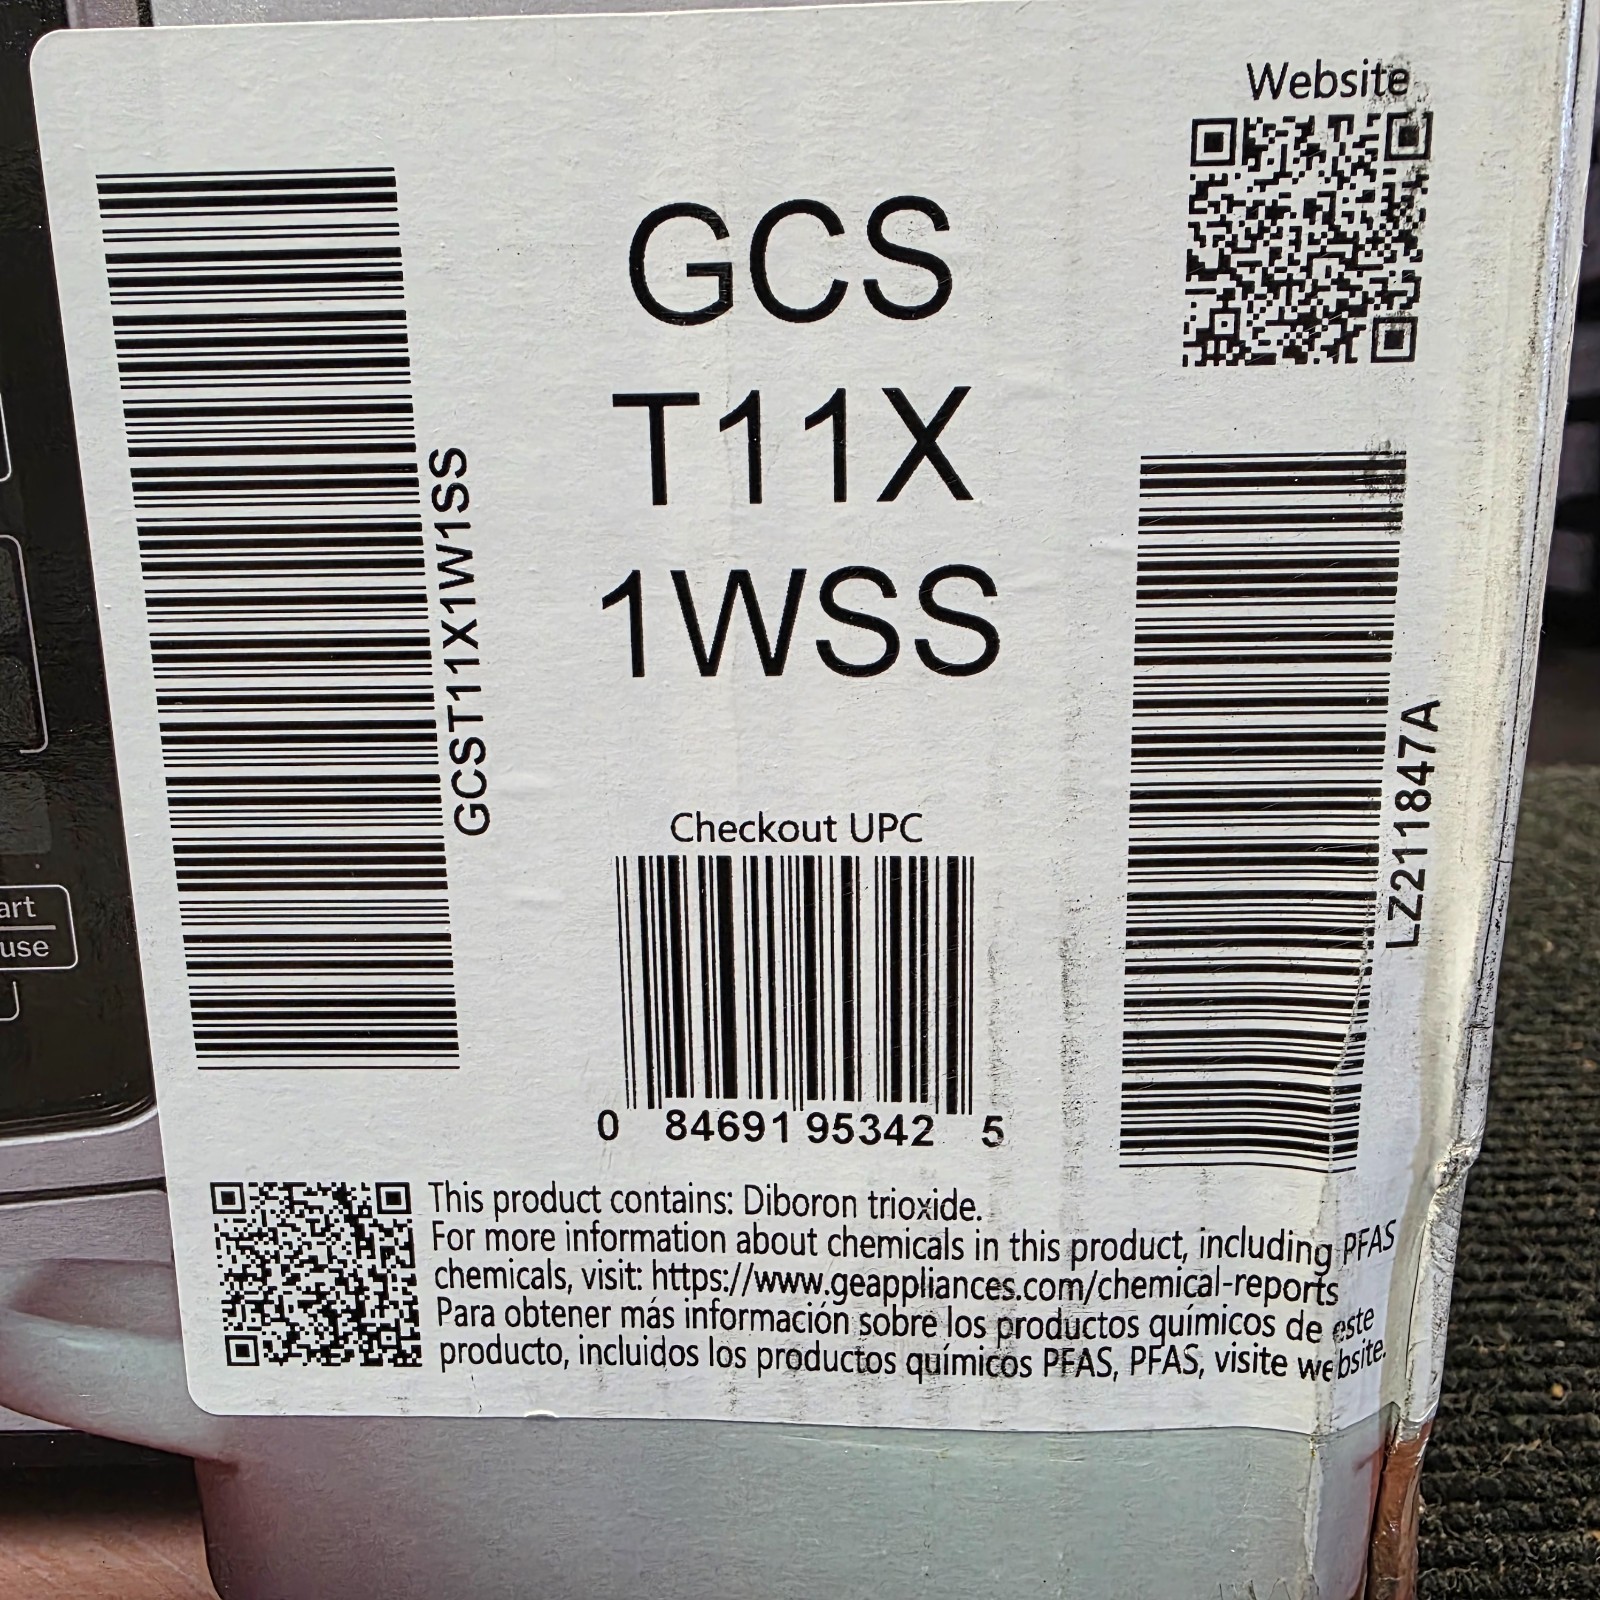 Website
GCS
T11X
1WSS
GCST11X1W1SS
LZ211847A
Checkout UPC
0 84691 95342 5
This product contains: Diboron trioxide.
For more information about chemicals in this product, including PFAS
chemicals, visit: https://www.geappliances.com/chemical-reports
Para obtener más información sobre los productos químicos de este
producto, incluidos los productos químicos PFAS, PFAS, visite website.
art
use